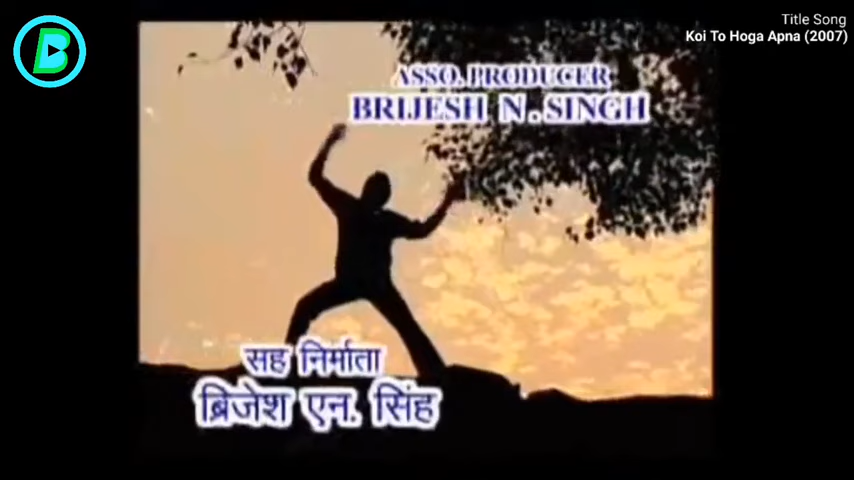 Title Song
Koi To Hoga Apna (2007)
B
ASSO. PRODUCER
BRIJESH N. SINGH
सह निर्माता
ब्रिजेश एन. सिंह